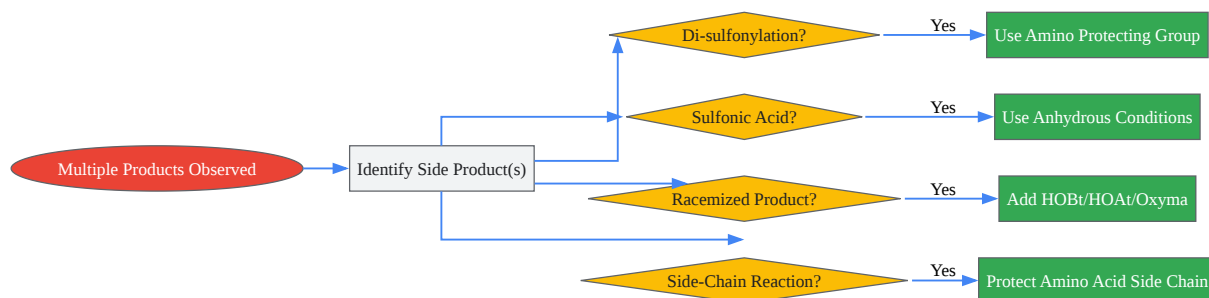 Di-sulfonylation?
Yes
Use Amino Protecting Group
Sulfonic Acid?
Yes
Use Anhydrous Conditions
Multiple Products Observed
Identify Side Product(s)
Racemized Product?
Yes
Add HOBt/HOAt/Oxyma
Side-Chain Reaction?
Yes
Protect Amino Acid Side Chain